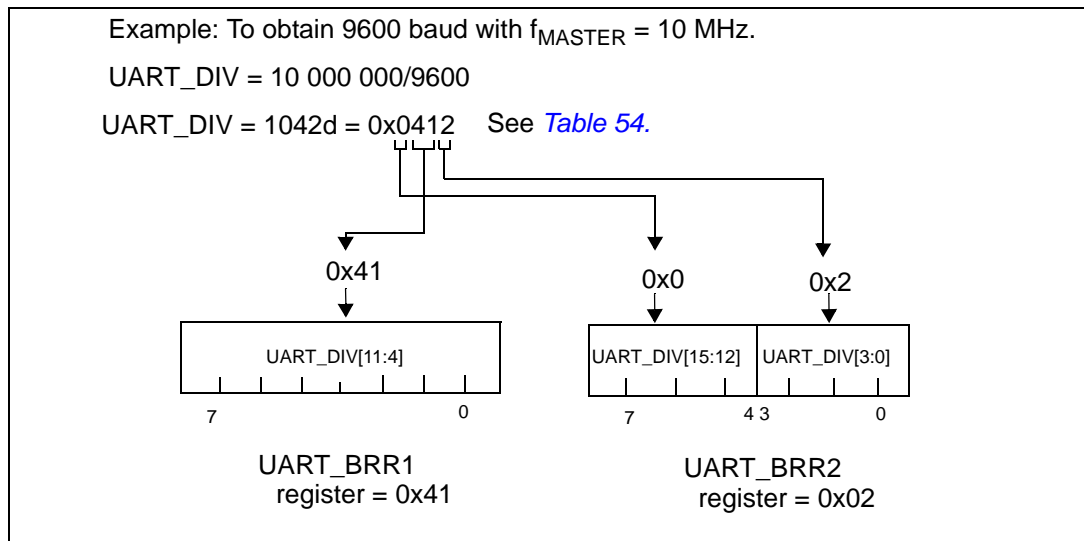 Example: To obtain 9600 baud with fMASTER = 10 MHz.
UART_DIV = 10 000 000/9600
UART_DIV = 1042d = 0x0412 See Table 54.
0x41 0x0 0x2
UART_DIV[11:4] UART_DIV[15:12] UART_DIV[3:0]
7 0 7 4 3 0
UART_BRR1 UART_BRR2
register = 0x41 register = 0x02